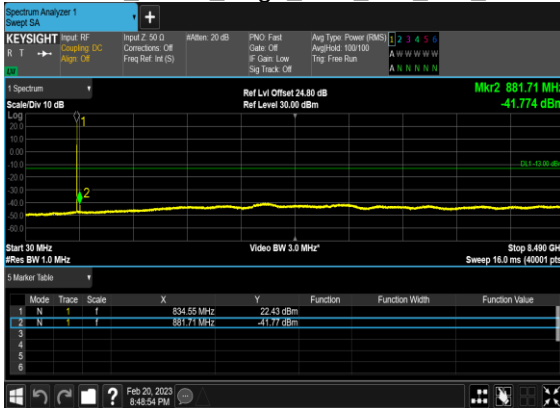 Spectrum Analyzer 1
Swept SA
+
KEYSIGHT Input: RF Input Z: 50 Ω #Atten: 20 dB PNO: Fast Avg Type: Power (RMS) 1 2 3 4 5 6
R T Coupling: DC Corrections: Off Gate: Off Avg|Hold: 100/100 A W W W W W
Align: Off Freq Ref: Int (S) IF Gain: Low Trig: Free Run
Sig Track: Off A N N N N N
1 Spectrum
Ref Lvl Offset 24.80 dB Mkr2 881.71 MHz
Scale/Div 10 dB Ref Level 30.00 dBm -41.774 dBm
Log
20.0
10.0
0.00
-10.0
-20.0
-30.0
-40.0
-50.0
-60.0
1
2
DL1 -13.00 dBm
Start 30 MHz Video BW 3.0 MHz* Stop 8.490 GH
#Res BW 1.0 MHz Sweep 16.0 ms (40001 pts
5 Marker Table
Mode Trace Scale X Y Function Function Width Function Value
1 N 1 f 834.55 MHz 22.43 dBm
2 N 1 f 881.71 MHz -41.77 dBm
3
4
5
6
? Feb 20, 2023
8:48:54 PM